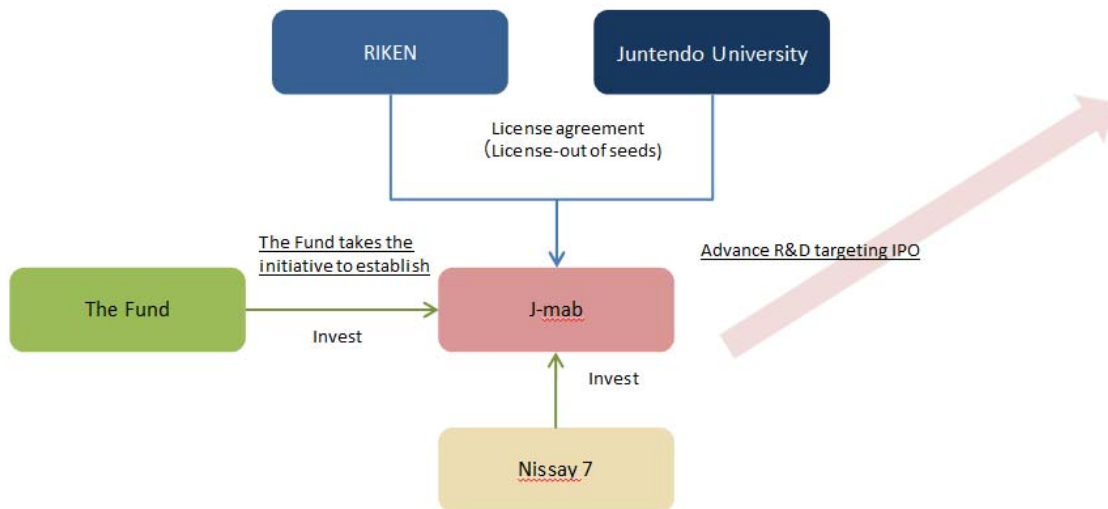 RIKEN
Juntendo University
License agreement
(License-out of seeds)
The Fund takes the
initiative to establish
Advance R&D targeting IPO
The Fund
Invest
J-mab
Invest
Nissay 7